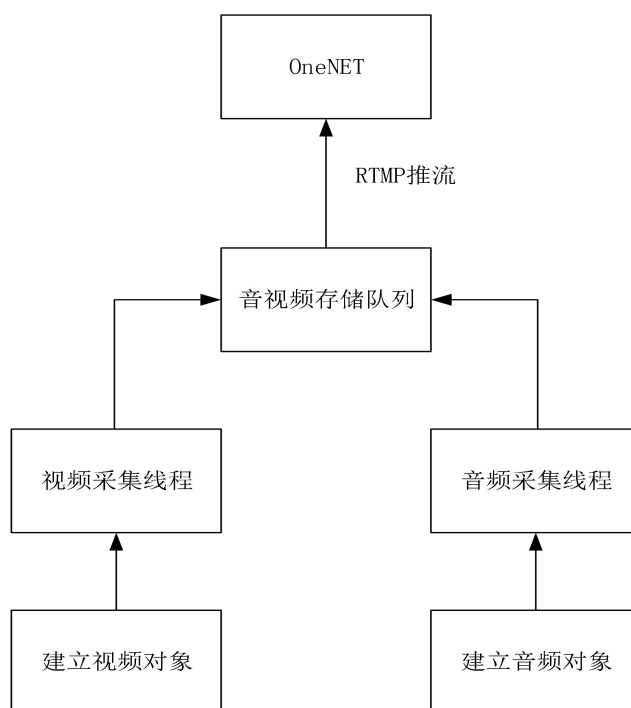 OneNET
RTMP推流
音视频存储队列
视频采集线程
音频采集线程
建立视频对象
建立音频对象